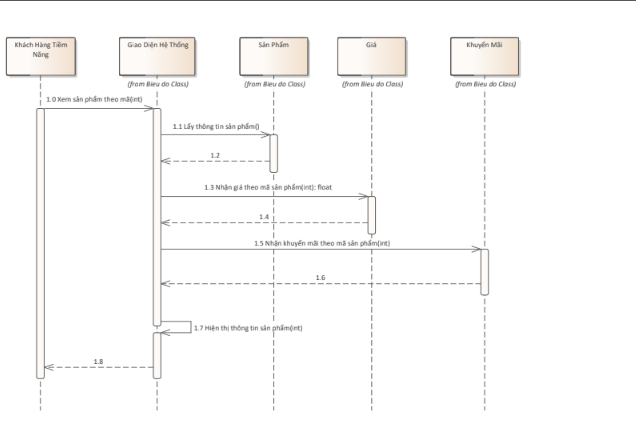 Khách Hàng Tiềm
Năng
Giao Diện Hệ Thống
Sản Phẩm
Giá
Khuyến Mãi
(from Bieu do Class)
(from Bieu do Class)
(from Bieu do Class)
(from Bieu do Class)
1.0 Xem sản phẩm theo mã(int)
1.1 Lấy thông tin sản phẩm()
1.2
1.3 Nhận giá theo mã sản phẩm(int): float
1.4
1.5 Nhận khuyến mãi theo mã sản phẩm(int)
1.6
1.7 Hiện thị thông tin sản phẩm(int)
1.8